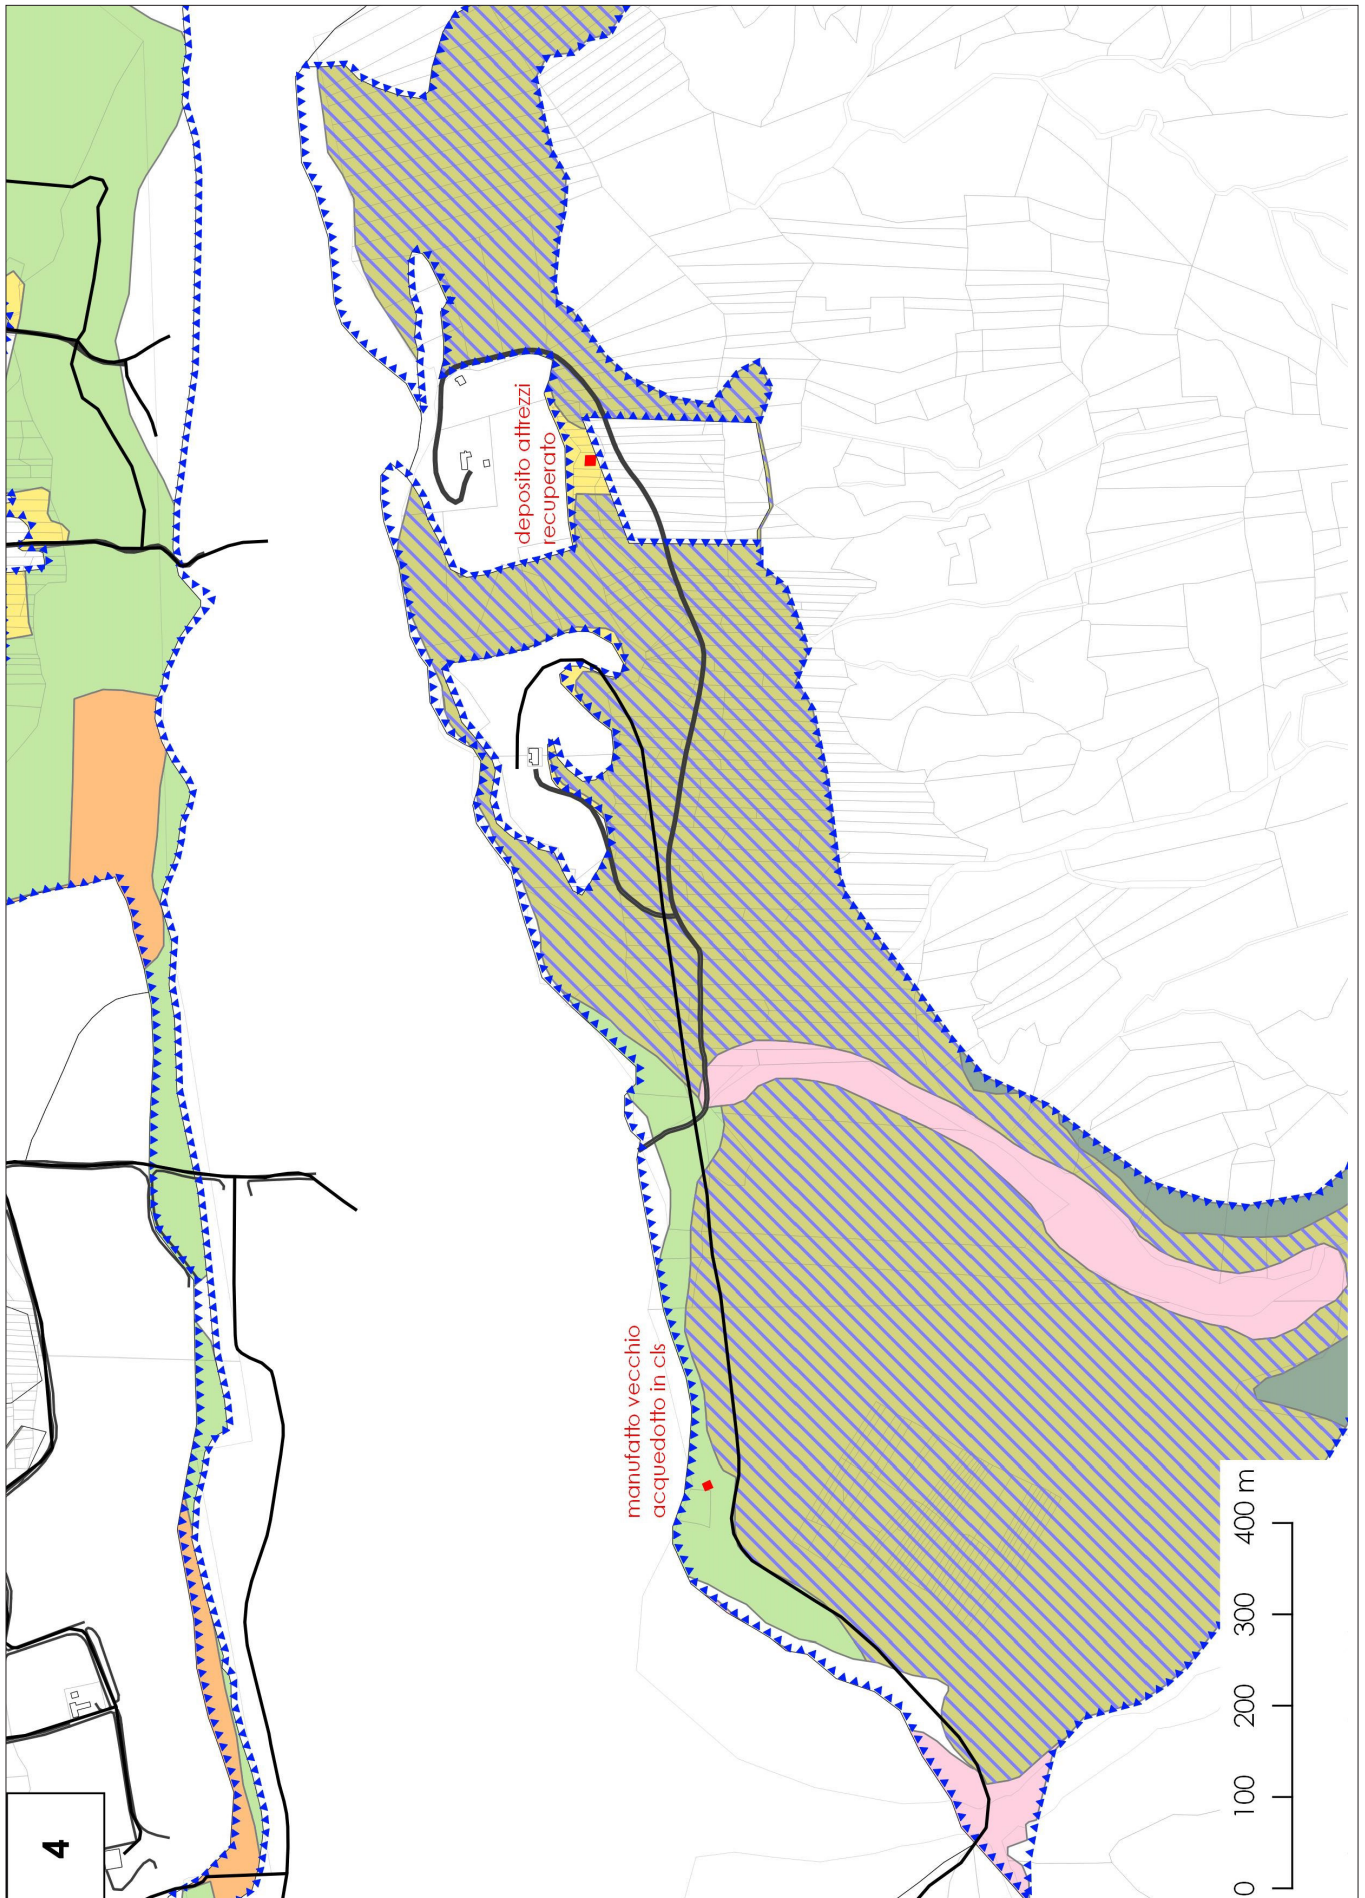 4
deposito attrezzi
recuperato
manufatto vecchio
acquedotto in cls
0 100 200 300 400 m